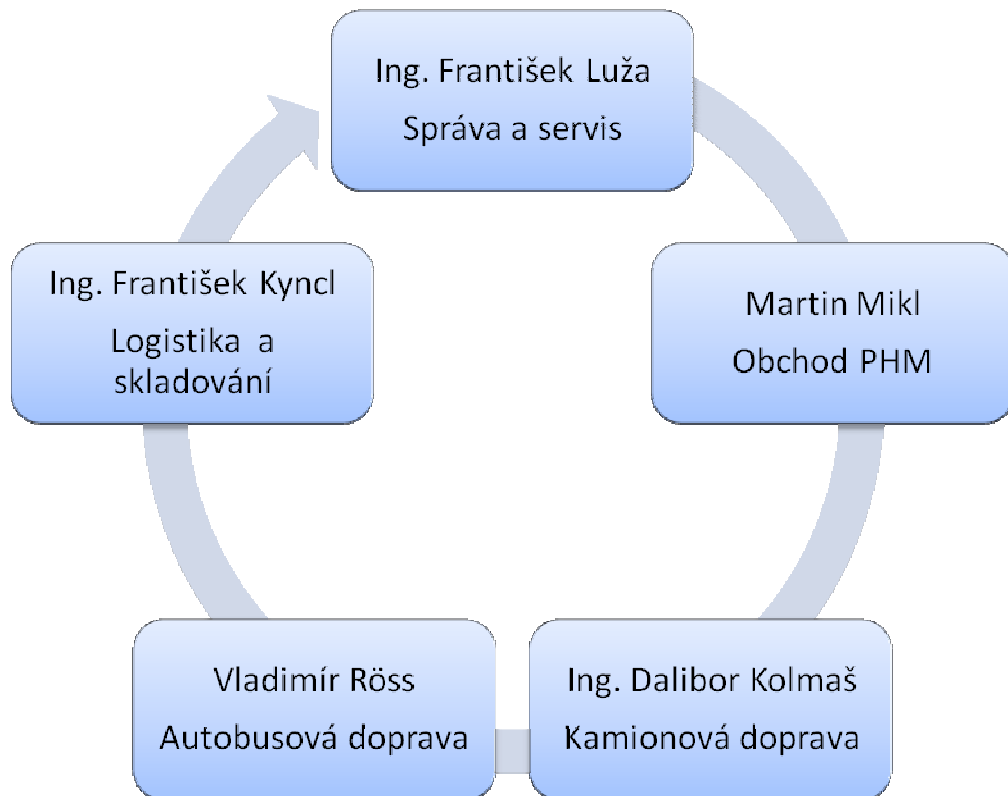 Ing. František Luža
Správa a servis
Martin Mikl
Obchod PHM
Ing. Dalibor Kolmaš
Kamionová doprava
Vladimír Röss
Autobusová doprava
Ing. František Kyncl
Logistika a
skladování